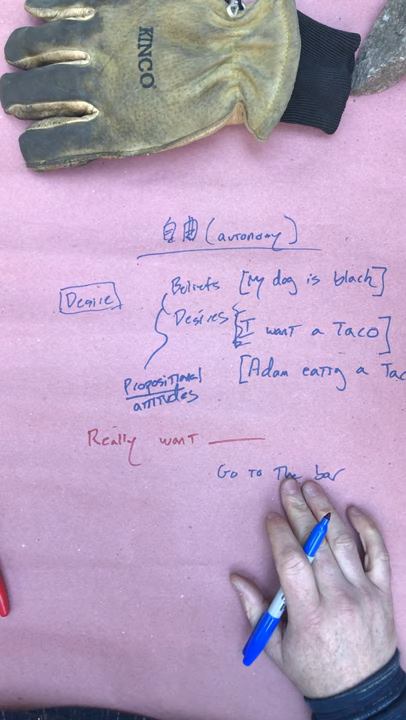 KINCO
自由 (autonomy)
Desire
Beliefs [My dog is black]
Desires [I want a Taco]
[Adam eating a Tac
Propositional
attitudes
Really want
Go to the bar